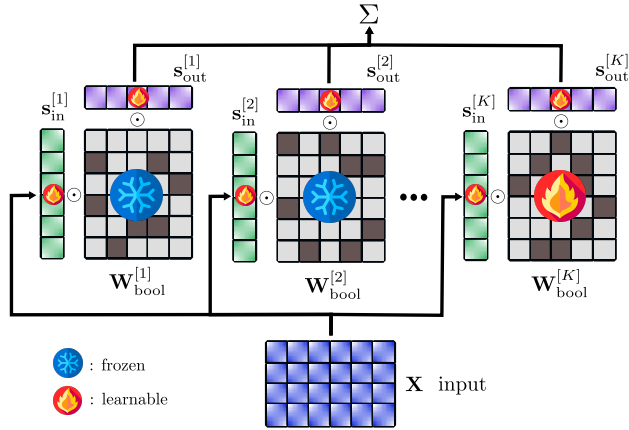 Σ
s_out^[1]
s_out^[2]
s_out^[K]
s_in^[1]
s_in^[2]
s_in^[K]
⊙ ⊙ ⊙
⊙ ⊙ ••• ⊙
W_bool^[1]
W_bool^[2]
W_bool^[K]
X input
: frozen
: learnable